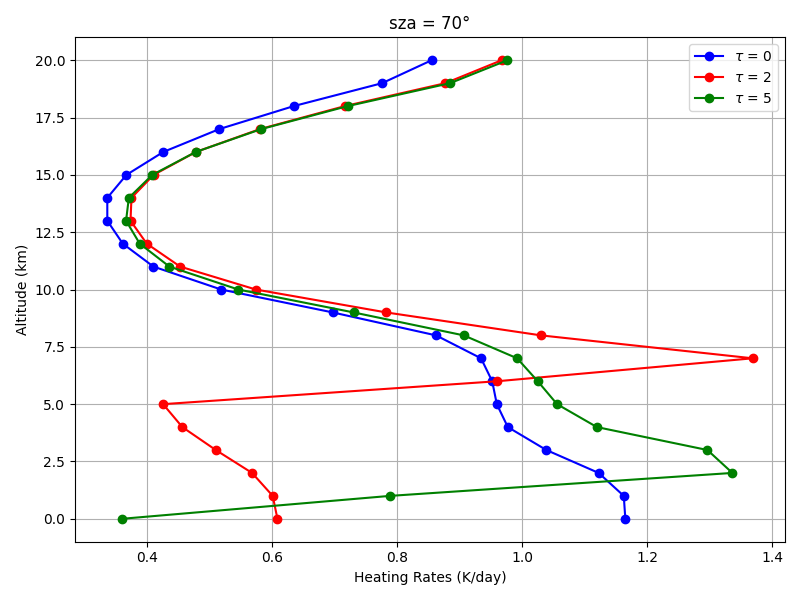 sza = 70°
τ = 0
τ = 2
τ = 5
Altitude (km)
20.0
17.5
15.0
12.5
10.0
7.5
5.0
2.5
0.0
0.4 0.6 0.8 1.0 1.2 1.4
Heating Rates (K/day)